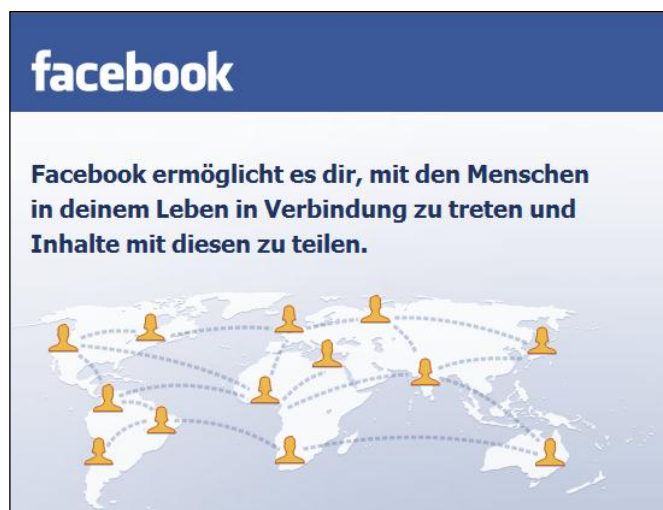 facebook
Facebook ermöglicht es dir, mit den Menschen
in deinem Leben in Verbindung zu treten und
Inhalte mit diesen zu teilen.